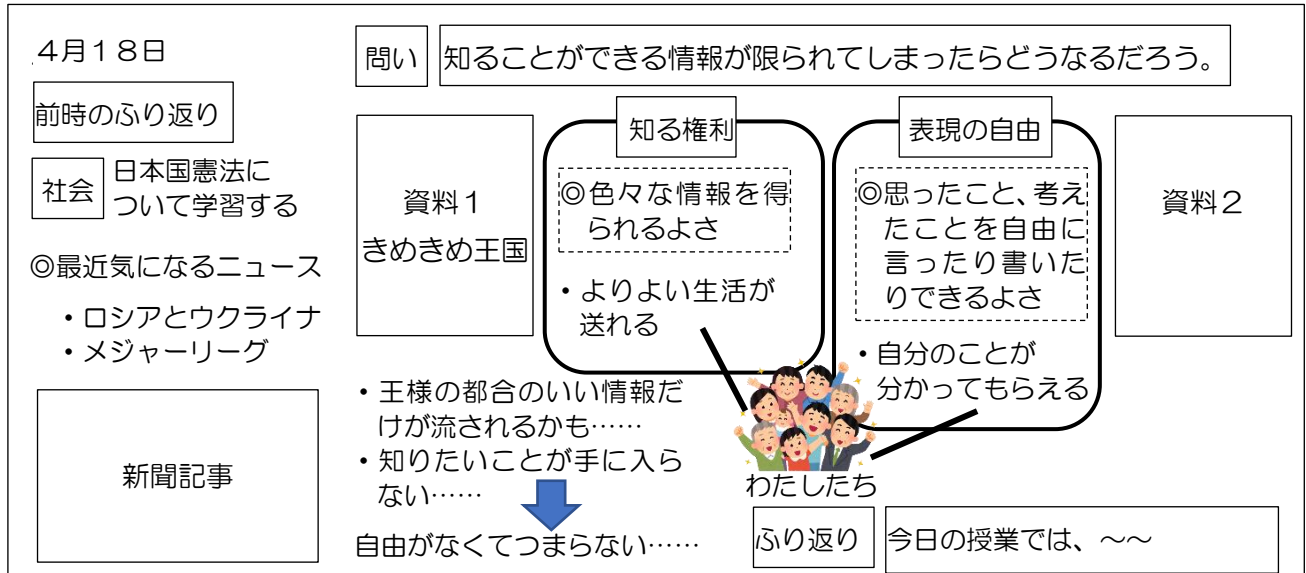 4月18日
前時のふり返り
社会
日本国憲法に
ついて学習する
◎最近気になるニュース
・ロシアとウクライナ
・メジャーリーグ
新聞記事
問い
知ることができる情報が限られてしまったらどうなるだろう。
資料1
きめきめ王国
・王様の都合のいい情報だ
けが流されるかも……
・知りたいことが手に入ら
ない……
自由がなくてつまらない……
知る権利
◎色々な情報を得
られるよさ
・よりよい生活が
送れる
表現の自由
◎思ったこと、考え
たことを自由に
言ったり書いた
りできるよさ
・自分のことが
分かってもらえる
わたしたち
資料2
ふり返り
今日の授業では、~~